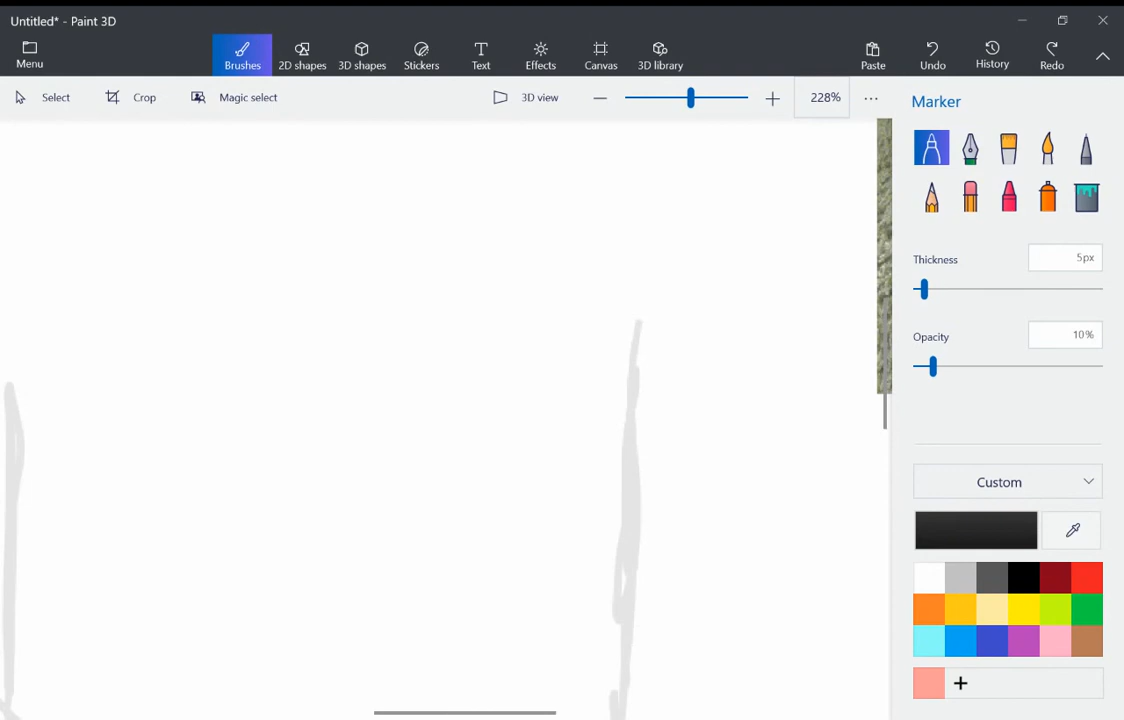 Untitled* - Paint 3D
Menu
Brushes
2D shapes
3D shapes
Stickers
Text
Effects
Canvas
3D library
Paste
Undo
History
Redo
Select
Crop
Magic select
3D view
228%
Marker
Thickness
5px
Opacity
10%
Custom